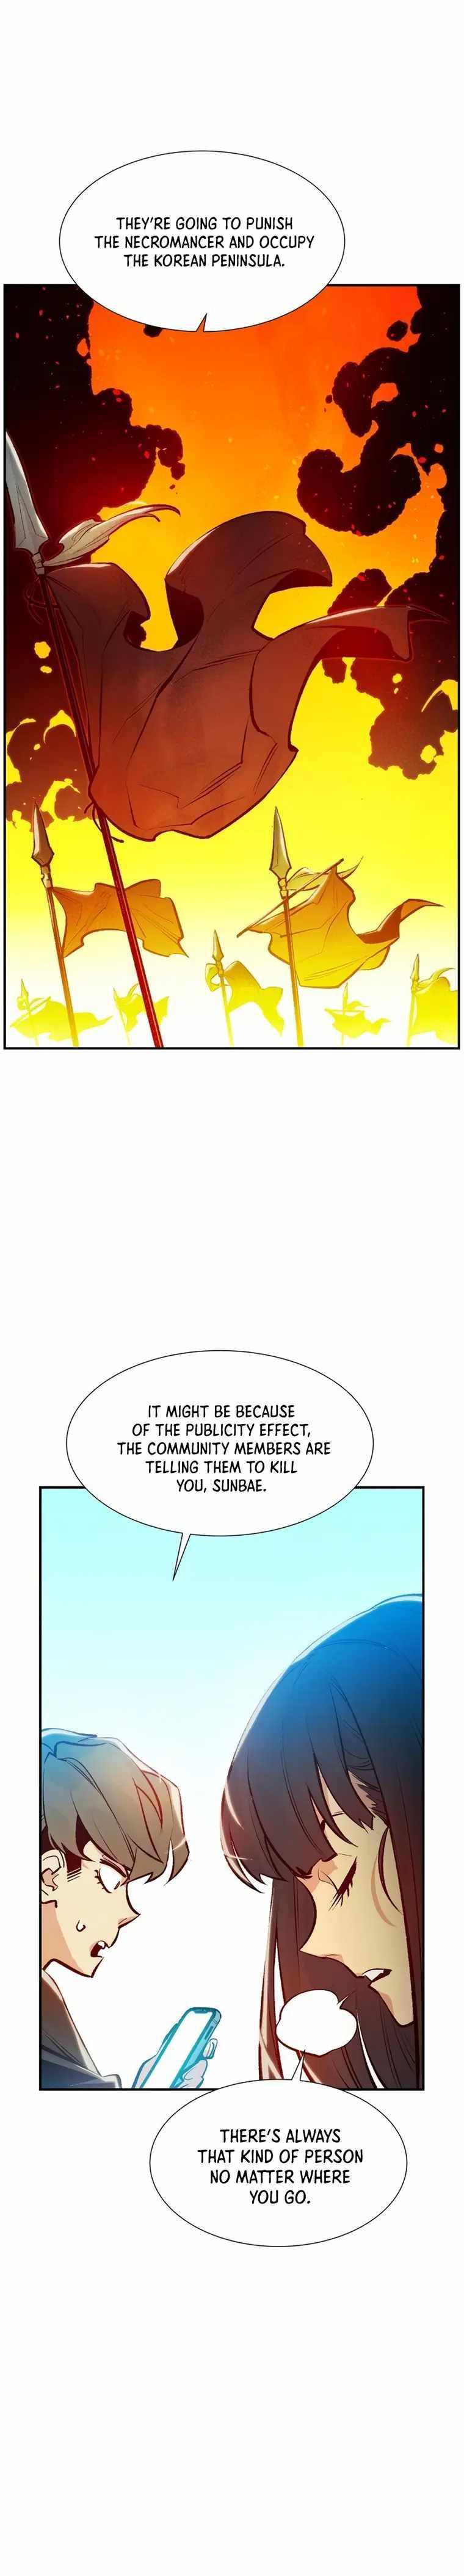 THEY'RE GOING TO PUNISH
THE NECROMANCER AND OCCUPY
THE KOREAN PENINSULA.
IT MIGHT BE BECAUSE
OF THE PUBLICITY EFFECT,
THE COMMUNITY MEMBERS ARE
TELLING THEM TO KILL
YOU, SUNBAE.
THERE'S ALWAYS
THAT KIND OF PERSON
NO MATTER WHERE
YOU GO.